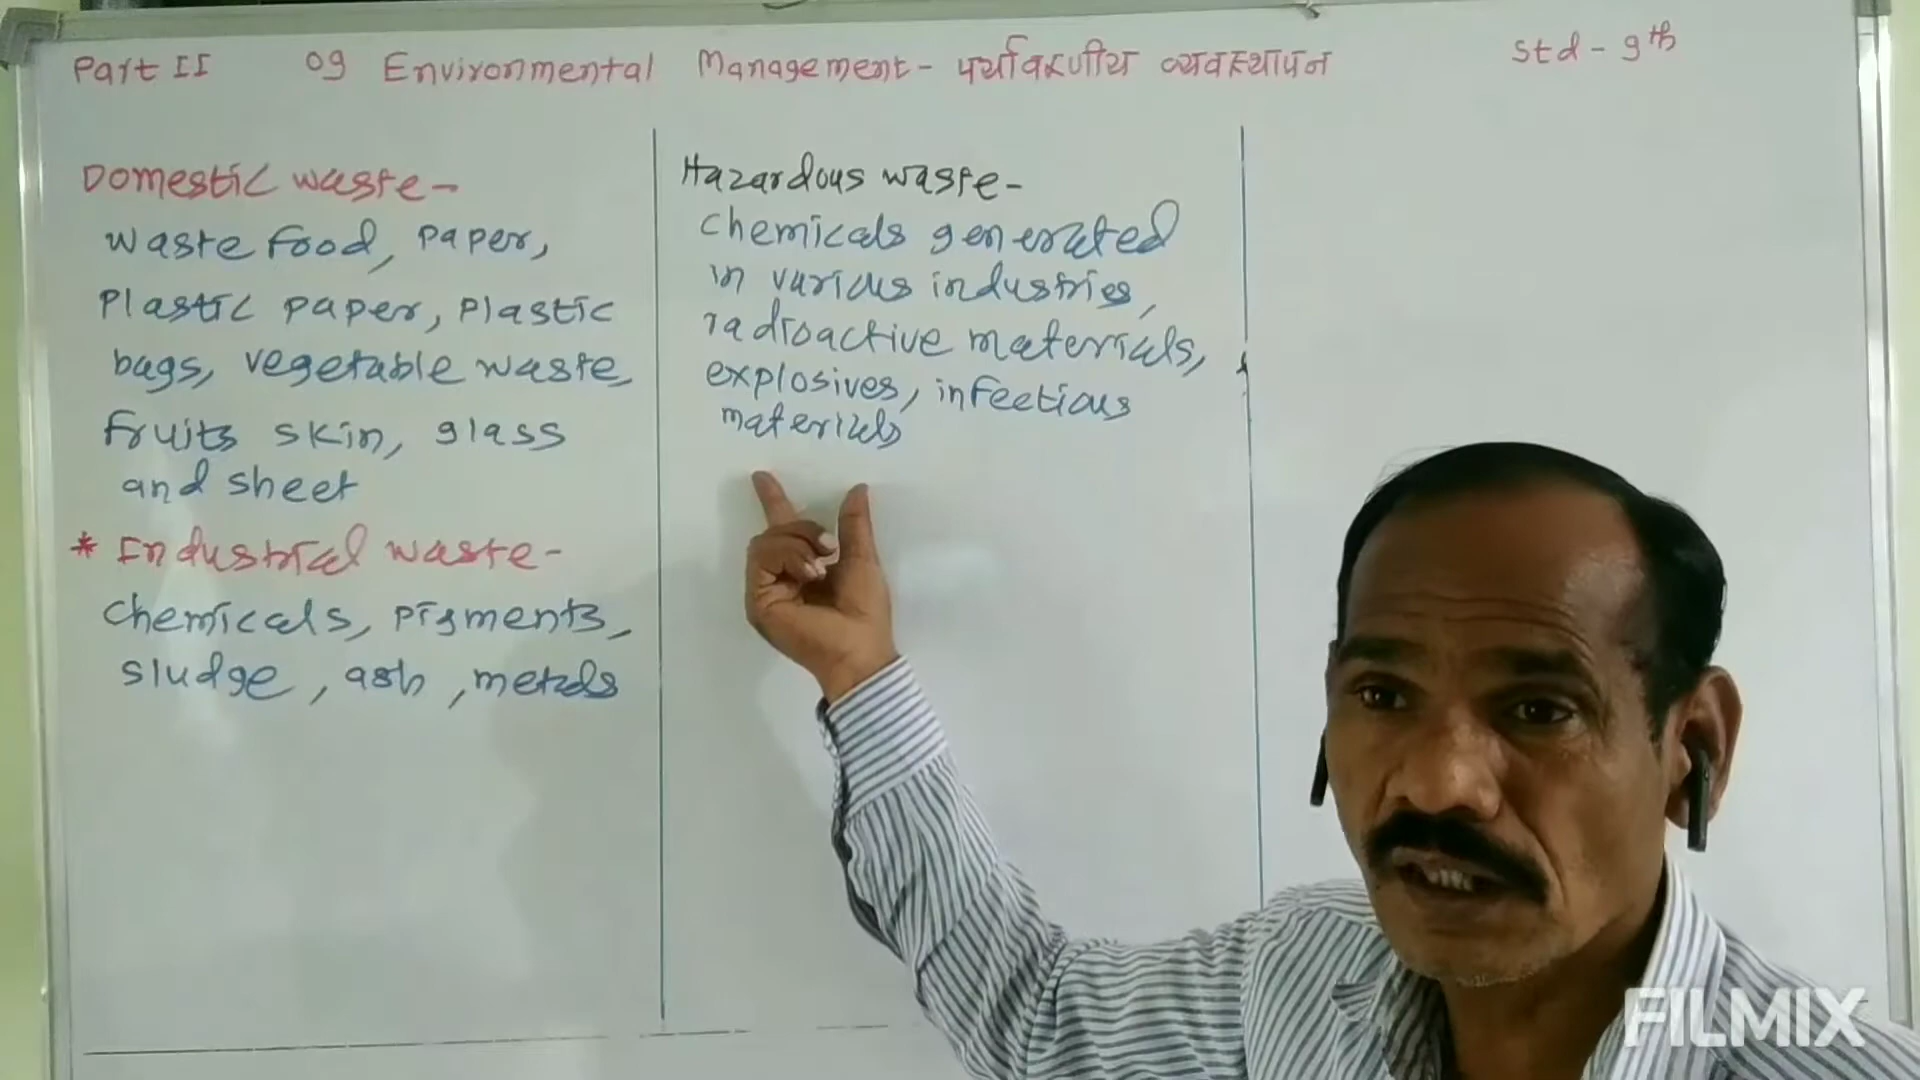 Part II 09 Environmental Management - पर्यावरणीय व्यवस्थापन Std - 9th
Domestic waste -
waste food, paper,
Plastic paper, plastic
bags, vegetable waste,
fruits skin, glass
and sheet
* Industrial waste -
chemicals, pigments,
sludge, ash, metals
Hazardous waste -
chemicals generated
in various industries,
radioactive materials,
explosives, infectious
materials
FILMIX